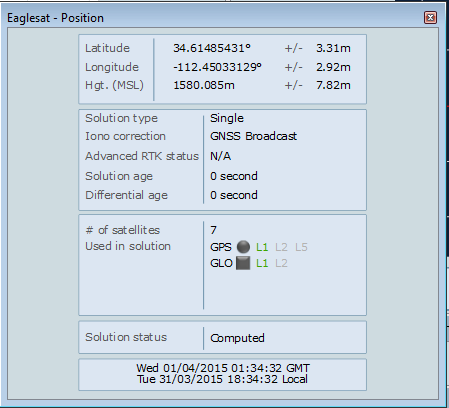 Eaglesat - Position
Latitude 34.61485431° +/- 3.31m
Longitude -112.45033129° +/- 2.92m
Hgt. (MSL) 1580.085m +/- 7.82m
Solution type Single
Iono correction GNSS Broadcast
Advanced RTK status N/A
Solution age 0 second
Differential age 0 second
# of satellites 7
Used in solution GPS L1 L2 L5
GLO L1 L2
Solution status Computed
Wed 01/04/2015 01:34:32 GMT
Tue 31/03/2015 18:34:32 Local